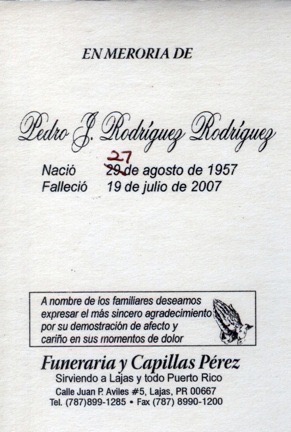 EN MERORIA DE
Pedro J. Rodríguez Rodríguez
27
Nació 29 de agosto de 1957
Falleció 19 de julio de 2007
A nombre de los familiares deseamos
expresar el más sincero agradecimiento
por su demostración de afecto y
cariño en sus momentos de dolor
Funeraria y Capillas Pérez
Sirviendo a Lajas y todo Puerto Rico
Calle Juan P. Aviles #5, Lajas, PR 00667
Tel. (787)899-1285 • Fax (787) 8990-1200